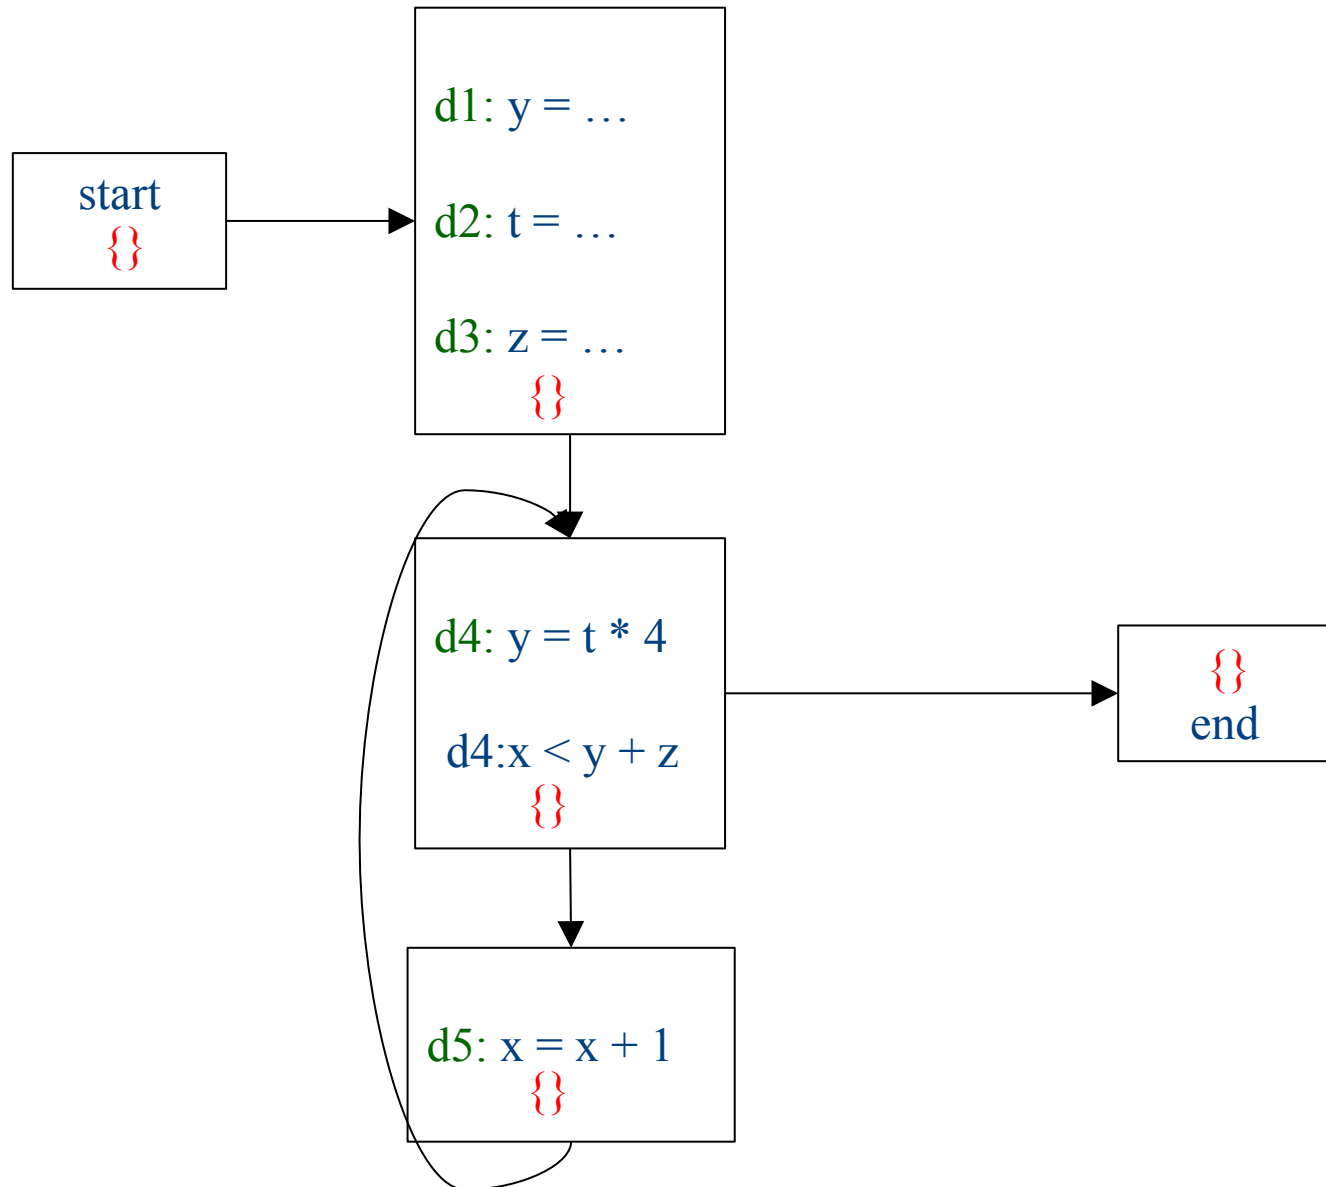 start
{}
d1: y = …
d2: t = …
d3: z = …
{}
d4: y = t * 4
d4:x < y + z
{}
{}
end
d5: x = x + 1
{}